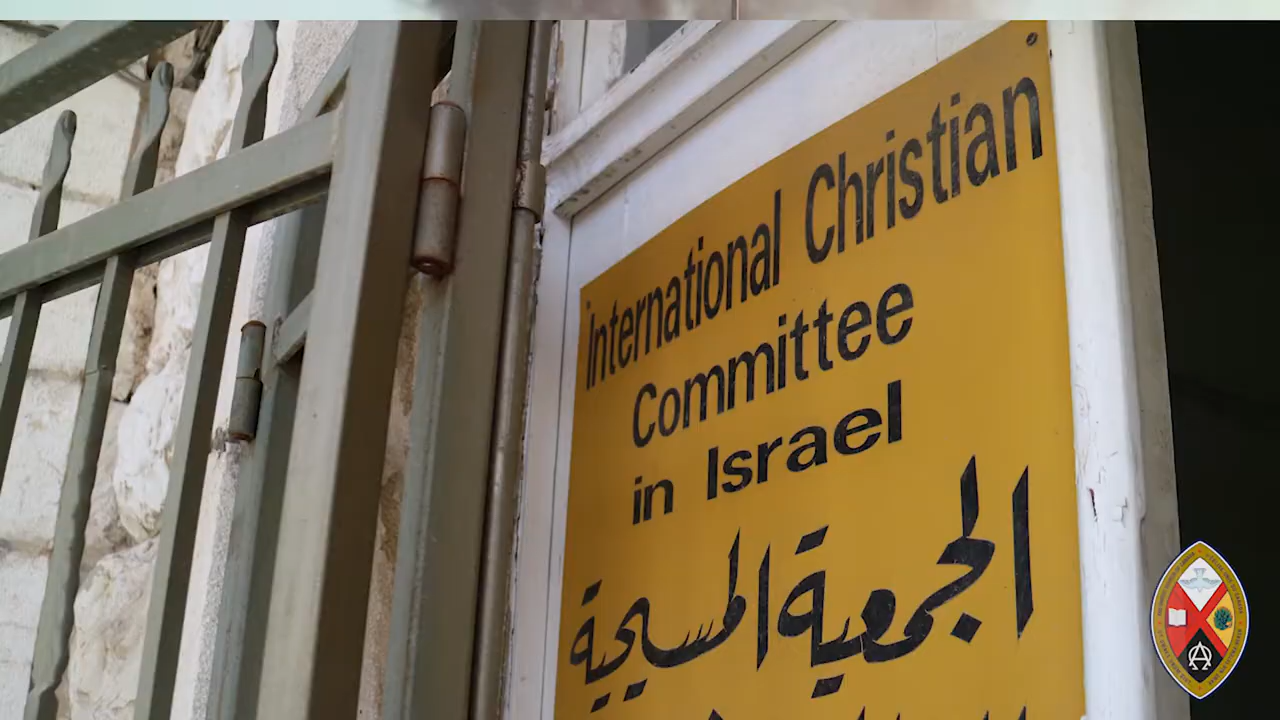 International Christian
Committee
in Israel
الجمعية المسيحية